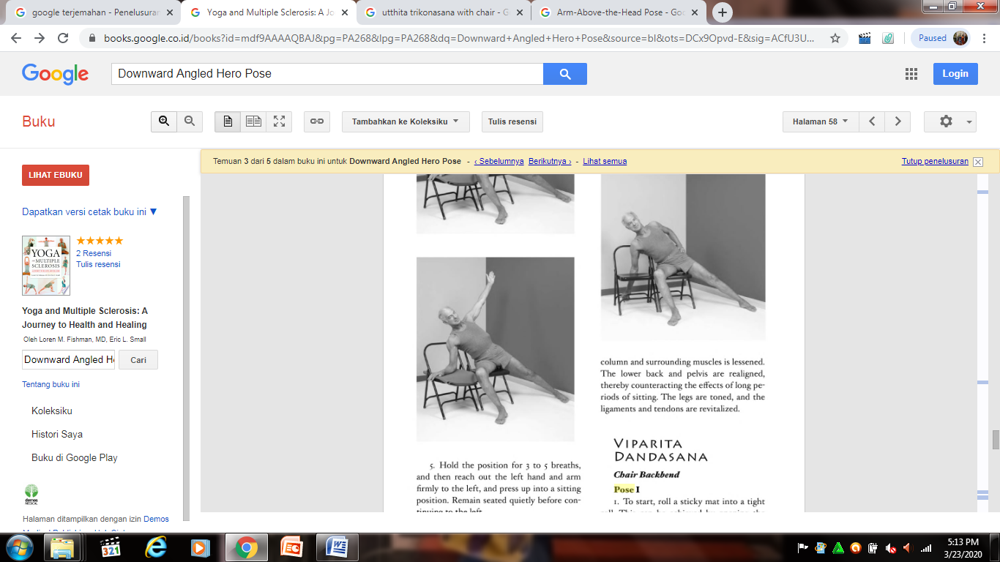 google terjemahan - Penelusuran
Yoga and Multiple Sclerosis: A Jo
utthita trikonasana with chair - G
Arm-Above-the-Head Pose - Goo
books.google.co.id/books?id=mdf9AAAAQBAJ&pg=PA268&lpg=PA268&dq=Downward+Angled+Hero+Pose&source=bl&ots=DCx9Opvd-E&sig=ACfU3U...
Paused
Google
Downward Angled Hero Pose
Login
Buku
Tambahkan ke Koleksiku
Tulis resensi
Halaman 58
Temuan 3 dari 5 dalam buku ini untuk Downward Angled Hero Pose - ‹ Sebelumnya Berikutnya › - Lihat semua
Tutup penelusuran
LIHAT EBUKU
Dapatkan versi cetak buku ini ▼
YOGA
MULTIPLE
SCLEROSIS
2 Resensi
Tulis resensi
Yoga and Multiple Sclerosis: A
Journey to Health and Healing
Oleh Loren M. Fishman, MD, Eric L. Small
Downward Angled He
Cari
Tentang buku ini
Koleksiku
Histori Saya
Buku di Google Play
demos
MEDICAL
Halaman ditampilkan dengan izin Demos
5. Hold the position for 3 to 5 breaths,
and then reach out the left hand and arm
firmly to the left, and press up into a sitting
position. Remain seated quietly before con-
tinuing to the left.
column and surrounding muscles is lessened.
The lower back and pelvis are realigned,
thereby counteracting the effects of long pe-
riods of sitting. The legs are toned, and the
ligaments and tendons are revitalized.
VIPARITA
DANDASANA
Chair Backbend
Pose I
1. To start, roll a sticky mat into a tight
321
5:13 PM
3/23/2020